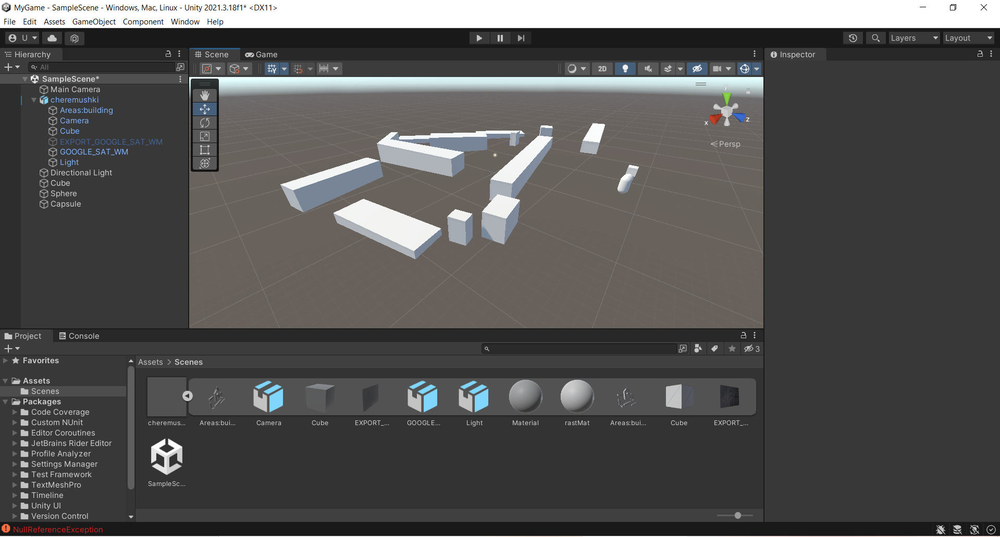 MyGame - SampleScene - Windows, Mac, Linux - Unity 2021.3.18f1* <DX11>
File Edit Assets GameObject Component Window Help
U Layers Layout
Hierarchy
All
SampleScene*
Main Camera
cheremushki
Areas:building
Camera
Cube
EXPORT_GOOGLE_SAT_WM
GOOGLE_SAT_WM
Light
Directional Light
Cube
Sphere
Capsule
Scene Game
2D
y
x z
Persp
Inspector
Project Console
3
Favorites
Assets
Scenes
Packages
Code Coverage
Custom NUnit
Editor Coroutines
JetBrains Rider Editor
Profile Analyzer
Settings Manager
Test Framework
TextMeshPro
Timeline
Unity UI
Version Control
Assets > Scenes
cheremus... Areas:bui... Camera Cube EXPORT_... GOOGLE... Light Material rastMat Areas:bui... Cube EXPORT_...
SampleSc...
NullReferenceException